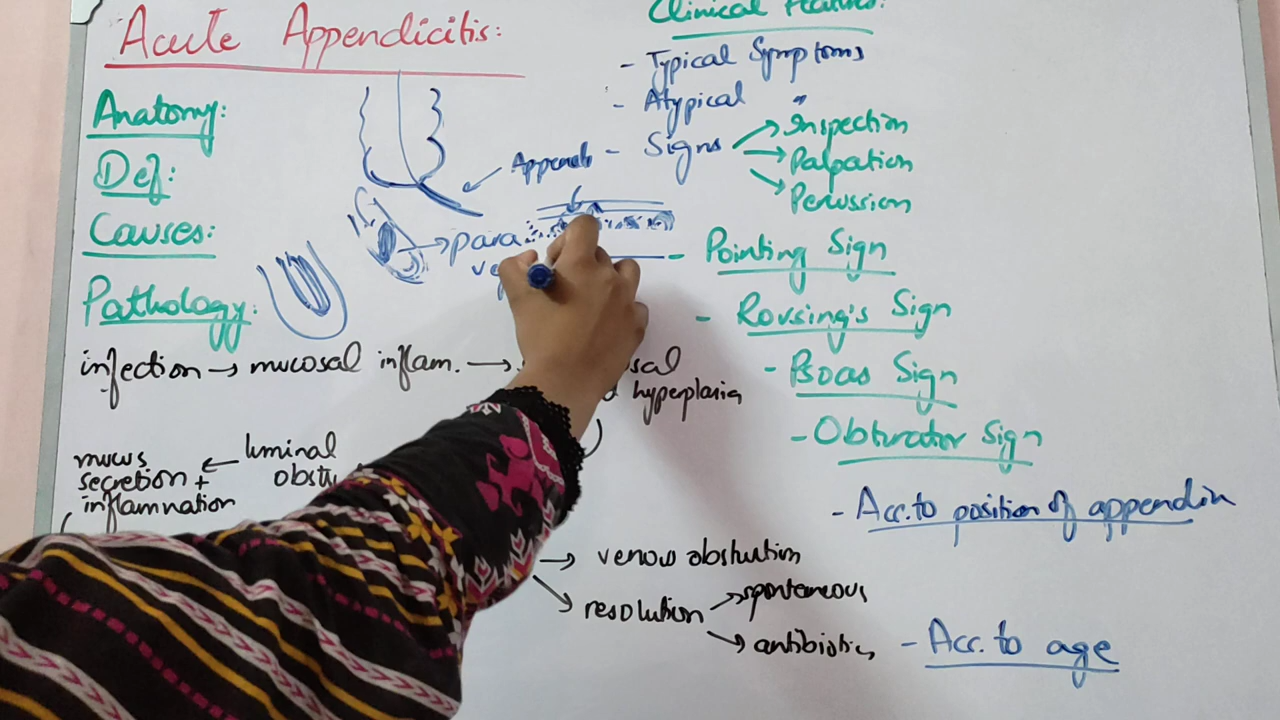 Acute Appendicitis:
Anatomy:
Def:
Causes:
Pathology:
para
infection → mucosal inflam. →
hyperplasia
luminal
mucus
secretion +
inflammation
→ venous obstruction
→ resolution → spontaneous
→ antibiotics
Clinical Features:
- Typical Symptoms
- Atypical "
- Signs → Inspection
→ Palpation
→ Percussion
- Pointing Sign
- Rovsing's Sign
- Psoas Sign
- Obturator Sign
- Acc. to position of appendix
- Acc. to age